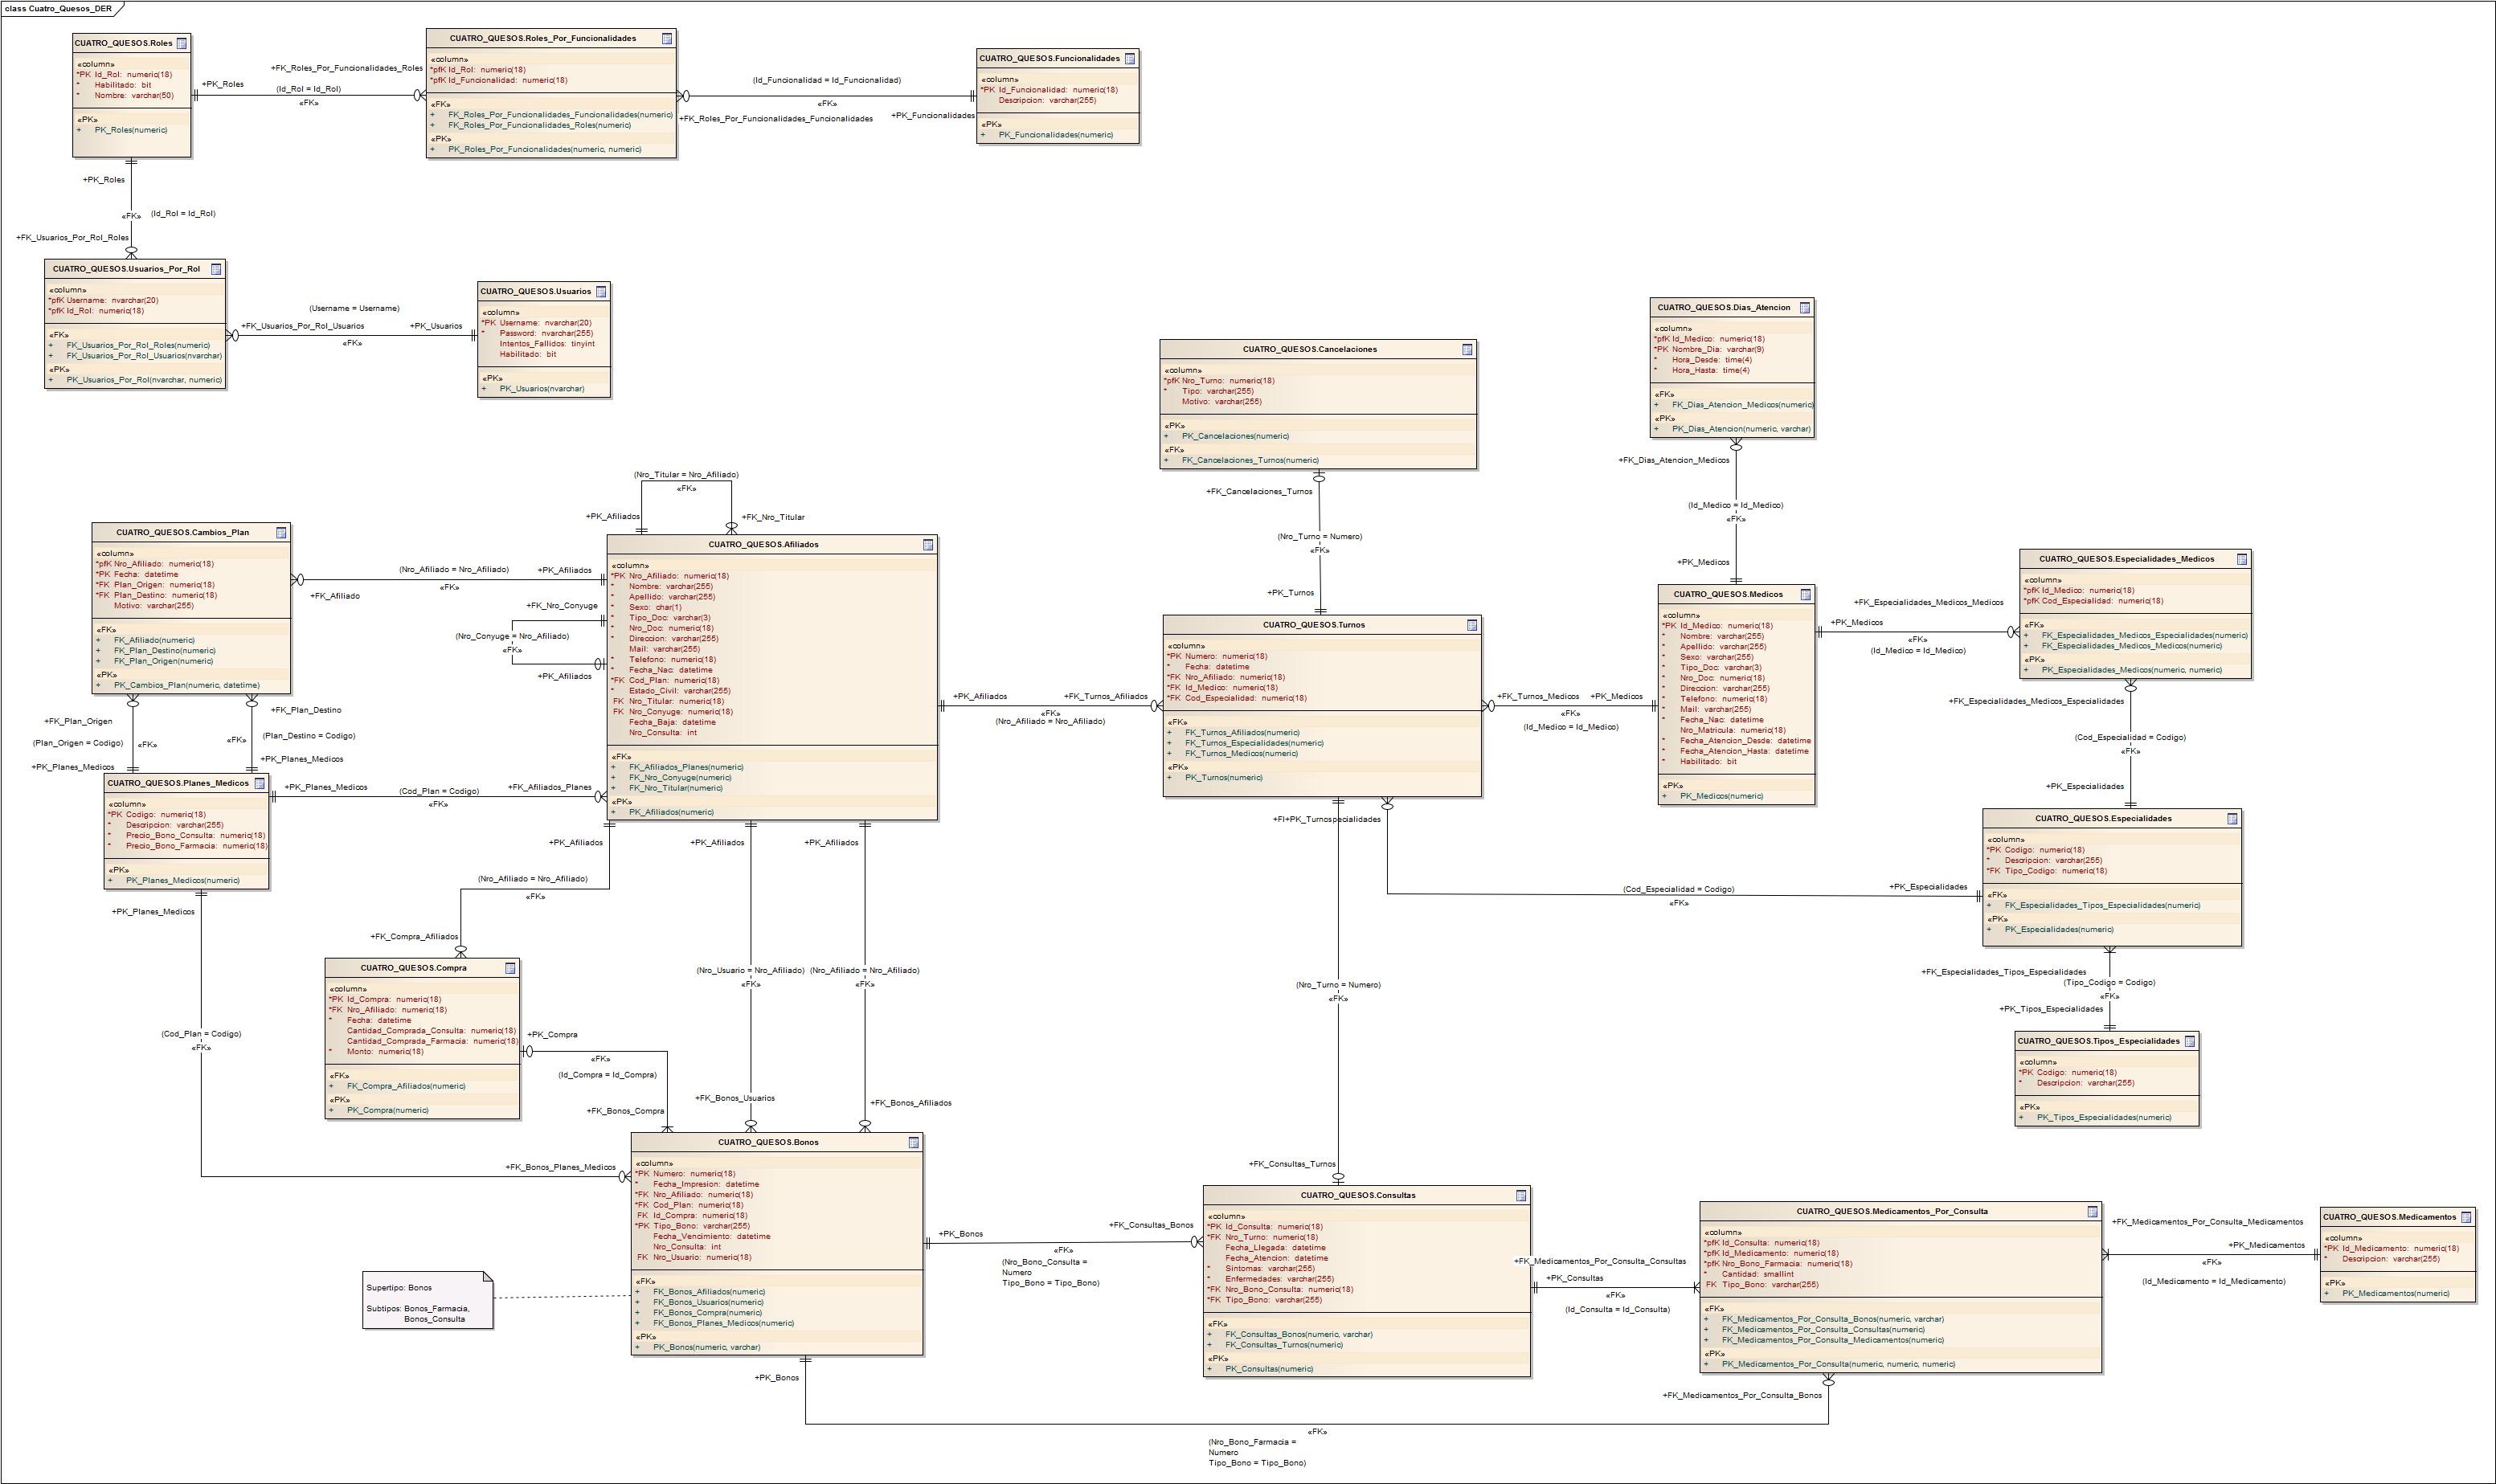 class Cuatro_Quesos_DER
CUATRO_QUESOS.Roles
«column»
*PK Id_Rol: numeric(18)
* Habilitado: bit
* Nombre: varchar(50)
«PK»
+ PK_Roles(numeric)
+PK_Roles
+FK_Roles_Por_Funcionalidades_Roles
(Id_Rol = Id_Rol)
«FK»
CUATRO_QUESOS.Roles_Por_Funcionalidades
«column»
*pfK Id_Rol: numeric(18)
*pfK Id_Funcionalidad: numeric(18)
«FK»
+ FK_Roles_Por_Funcionalidades_Funcionalidades(numeric)
+ FK_Roles_Por_Funcionalidades_Roles(numeric)
«PK»
+ PK_Roles_Por_Funcionalidades(numeric, numeric)
(Id_Funcionalidad = Id_Funcionalidad)
«FK»
+FK_Roles_Por_Funcionalidades_Funcionalidades
+PK_Funcionalidades
CUATRO_QUESOS.Funcionalidades
«column»
*PK Id_Funcionalidad: numeric(18)
Descripcion: varchar(255)
«PK»
+ PK_Funcionalidades(numeric)
+PK_Roles
«FK»
(Id_Rol = Id_Rol)
+FK_Usuarios_Por_Rol_Roles
CUATRO_QUESOS.Usuarios_Por_Rol
«column»
*pfK Username: nvarchar(20)
*pfK Id_Rol: numeric(18)
«FK»
+ FK_Usuarios_Por_Rol_Roles(numeric)
+ FK_Usuarios_Por_Rol_Usuarios(nvarchar)
«PK»
+ PK_Usuarios_Por_Rol(nvarchar, numeric)
(Username = Username)
+FK_Usuarios_Por_Rol_Usuarios
+PK_Usuarios
«FK»
CUATRO_QUESOS.Usuarios
«column»
*PK Username: nvarchar(20)
* Password: nvarchar(255)
Intentos_Fallidos: tinyint
Habilitado: bit
«PK»
+ PK_Usuarios(nvarchar)
CUATRO_QUESOS.Cancelaciones
«column»
*pfK Nro_Turno: numeric(18)
* Tipo: varchar(255)
Motivo: varchar(255)
«PK»
+ PK_Cancelaciones(numeric)
«FK»
+ FK_Cancelaciones_Turnos(numeric)
+FK_Cancelaciones_Turnos
(Nro_Turno = Numero)
«FK»
+PK_Turnos
CUATRO_QUESOS.Dias_Atencion
«column»
*pfK Id_Medico: numeric(18)
*PK Nombre_Dia: varchar(9)
* Hora_Desde: time(4)
* Hora_Hasta: time(4)
«FK»
+ FK_Dias_Atencion_Medicos(numeric)
«PK»
+ PK_Dias_Atencion(numeric, varchar)
+FK_Dias_Atencion_Medicos
(Id_Medico = Id_Medico)
«FK»
+PK_Medicos
(Nro_Titular = Nro_Afiliado)
«FK»
+PK_Afiliados
+FK_Nro_Titular
CUATRO_QUESOS.Cambios_Plan
«column»
*pfK Nro_Afiliado: numeric(18)
*PK Fecha: datetime
*FK Plan_Origen: numeric(18)
*FK Plan_Destino: numeric(18)
Motivo: varchar(255)
«FK»
+ FK_Afiliado(numeric)
+ FK_Plan_Destino(numeric)
+ FK_Plan_Origen(numeric)
«PK»
+ PK_Cambios_Plan(numeric, datetime)
(Nro_Afiliado = Nro_Afiliado)
+PK_Afiliados
«FK»
+FK_Afiliado
+FK_Nro_Conyuge
(Nro_Conyuge = Nro_Afiliado)
«FK»
+PK_Afiliados
CUATRO_QUESOS.Afiliados
«column»
*PK Nro_Afiliado: numeric(18)
* Nombre: varchar(255)
* Apellido: varchar(255)
* Sexo: char(1)
* Tipo_Doc: varchar(3)
* Nro_Doc: numeric(18)
* Direccion: varchar(255)
Mail: varchar(255)
* Telefono: numeric(18)
* Fecha_Nac: datetime
*FK Cod_Plan: numeric(18)
* Estado_Civil: varchar(255)
FK Nro_Titular: numeric(18)
FK Nro_Conyuge: numeric(18)
Fecha_Baja: datetime
Nro_Consulta: int
«FK»
+ FK_Afiliados_Planes(numeric)
+ FK_Nro_Conyuge(numeric)
+ FK_Nro_Titular(numeric)
«PK»
+ PK_Afiliados(numeric)
+PK_Afiliados
+FK_Turnos_Afiliados
«FK»
(Nro_Afiliado = Nro_Afiliado)
CUATRO_QUESOS.Turnos
«column»
*PK Numero: numeric(18)
* Fecha: datetime
*FK Nro_Afiliado: numeric(18)
*FK Id_Medico: numeric(18)
*FK Cod_Especialidad: numeric(18)
«FK»
+ FK_Turnos_Afiliados(numeric)
+ FK_Turnos_Especialidades(numeric)
+ FK_Turnos_Medicos(numeric)
«PK»
+ PK_Turnos(numeric)
+FK_Turnos_Medicos
+PK_Medicos
«FK»
(Id_Medico = Id_Medico)
CUATRO_QUESOS.Medicos
«column»
*PK Id_Medico: numeric(18)
* Nombre: varchar(255)
* Apellido: varchar(255)
* Sexo: varchar(255)
* Tipo_Doc: varchar(3)
* Nro_Doc: numeric(18)
* Direccion: varchar(255)
* Telefono: numeric(18)
* Mail: varchar(255)
* Fecha_Nac: datetime
Nro_Matricula: numeric(18)
* Fecha_Atencion_Desde: datetime
* Fecha_Atencion_Hasta: datetime
* Habilitado: bit
«PK»
+ PK_Medicos(numeric)
+FK_Especialidades_Medicos_Medicos
+PK_Medicos
«FK»
(Id_Medico = Id_Medico)
CUATRO_QUESOS.Especialidades_Medicos
«column»
*pfK Id_Medico: numeric(18)
*pfK Cod_Especialidad: numeric(18)
«FK»
+ FK_Especialidades_Medicos_Especialidades(numeric)
+ FK_Especialidades_Medicos_Medicos(numeric)
«PK»
+ PK_Especialidades_Medicos(numeric, numeric)
+FK_Especialidades_Medicos_Especialidades
(Cod_Especialidad = Codigo)
«FK»
+PK_Especialidades
+FK_Plan_Origen
(Plan_Origen = Codigo)
«FK»
+PK_Planes_Medicos
+FK_Plan_Destino
«FK»
(Plan_Destino = Codigo)
+PK_Planes_Medicos
CUATRO_QUESOS.Planes_Medicos
«column»
*PK Codigo: numeric(18)
* Descripcion: varchar(255)
* Precio_Bono_Consulta: numeric(18)
* Precio_Bono_Farmacia: numeric(18)
«PK»
+ PK_Planes_Medicos(numeric)
+PK_Planes_Medicos
(Cod_Plan = Codigo)
+FK_Afiliados_Planes
«FK»
+FI+PK_Turnospecialidades
(Cod_Especialidad = Codigo)
«FK»
+PK_Especialidades
CUATRO_QUESOS.Especialidades
«column»
*PK Codigo: numeric(18)
* Descripcion: varchar(255)
*FK Tipo_Codigo: numeric(18)
«FK»
+ FK_Especialidades_Tipos_Especialidades(numeric)
«PK»
+ PK_Especialidades(numeric)
+FK_Especialidades_Tipos_Especialidades
(Tipo_Codigo = Codigo)
«FK»
+PK_Tipos_Especialidades
CUATRO_QUESOS.Tipos_Especialidades
«column»
*PK Codigo: numeric(18)
* Descripcion: varchar(255)
«PK»
+ PK_Tipos_Especialidades(numeric)
+PK_Afiliados
(Nro_Afiliado = Nro_Afiliado)
«FK»
+FK_Compra_Afiliados
+PK_Afiliados
(Nro_Usuario = Nro_Afiliado)
«FK»
+FK_Bonos_Usuarios
+PK_Afiliados
(Nro_Afiliado = Nro_Afiliado)
«FK»
+FK_Bonos_Afiliados
+PK_Planes_Medicos
(Cod_Plan = Codigo)
«FK»
+FK_Bonos_Planes_Medicos
CUATRO_QUESOS.Compra
«column»
*PK Id_Compra: numeric(18)
*FK Nro_Afiliado: numeric(18)
* Fecha: datetime
Cantidad_Comprada_Consulta: numeric(18)
Cantidad_Comprada_Farmacia: numeric(18)
* Monto: numeric(18)
«FK»
+ FK_Compra_Afiliados(numeric)
«PK»
+ PK_Compra(numeric)
+PK_Compra
«FK»
(Id_Compra = Id_Compra)
+FK_Bonos_Compra
CUATRO_QUESOS.Bonos
«column»
*PK Numero: numeric(18)
* Fecha_Impresion: datetime
*FK Nro_Afiliado: numeric(18)
*FK Cod_Plan: numeric(18)
FK Id_Compra: numeric(18)
*PK Tipo_Bono: varchar(255)
Fecha_Vencimiento: datetime
Nro_Consulta: int
FK Nro_Usuario: numeric(18)
«FK»
+ FK_Bonos_Afiliados(numeric)
+ FK_Bonos_Usuarios(numeric)
+ FK_Bonos_Compra(numeric)
+ FK_Bonos_Planes_Medicos(numeric)
«PK»
+ PK_Bonos(numeric, varchar)
Supertipo: Bonos
Subtipos: Bonos_Farmacia,
Bonos_Consulta
(Nro_Turno = Numero)
«FK»
+FK_Consultas_Turnos
+PK_Bonos
+FK_Consultas_Bonos
«FK»
(Nro_Bono_Consulta =
Numero
Tipo_Bono = Tipo_Bono)
CUATRO_QUESOS.Consultas
«column»
*PK Id_Consulta: numeric(18)
*FK Nro_Turno: numeric(18)
Fecha_Llegada: datetime
Fecha_Atencion: datetime
* Sintomas: varchar(255)
* Enfermedades: varchar(255)
*FK Nro_Bono_Consulta: numeric(18)
*FK Tipo_Bono: varchar(255)
«FK»
+ FK_Consultas_Bonos(numeric, varchar)
+ FK_Consultas_Turnos(numeric)
«PK»
+ PK_Consultas(numeric)
+FK_Medicamentos_Por_Consulta_Consultas
+PK_Consultas
«FK»
(Id_Consulta = Id_Consulta)
CUATRO_QUESOS.Medicamentos_Por_Consulta
«column»
*pfK Id_Consulta: numeric(18)
*pfK Id_Medicamento: numeric(18)
*pfK Nro_Bono_Farmacia: numeric(18)
* Cantidad: smallint
FK Tipo_Bono: varchar(255)
«FK»
+ FK_Medicamentos_Por_Consulta_Bonos(numeric, varchar)
+ FK_Medicamentos_Por_Consulta_Consultas(numeric)
+ FK_Medicamentos_Por_Consulta_Medicamentos(numeric)
«PK»
+ PK_Medicamentos_Por_Consulta(numeric, numeric, numeric)
+FK_Medicamentos_Por_Consulta_Medicamentos
+PK_Medicamentos
«FK»
(Id_Medicamento = Id_Medicamento)
CUATRO_QUESOS.Medicamentos
«column»
*PK Id_Medicamento: numeric(18)
* Descripcion: varchar(255)
«PK»
+ PK_Medicamentos(numeric)
+PK_Bonos
+FK_Medicamentos_Por_Consulta_Bonos
«FK»
(Nro_Bono_Farmacia =
Numero
Tipo_Bono = Tipo_Bono)